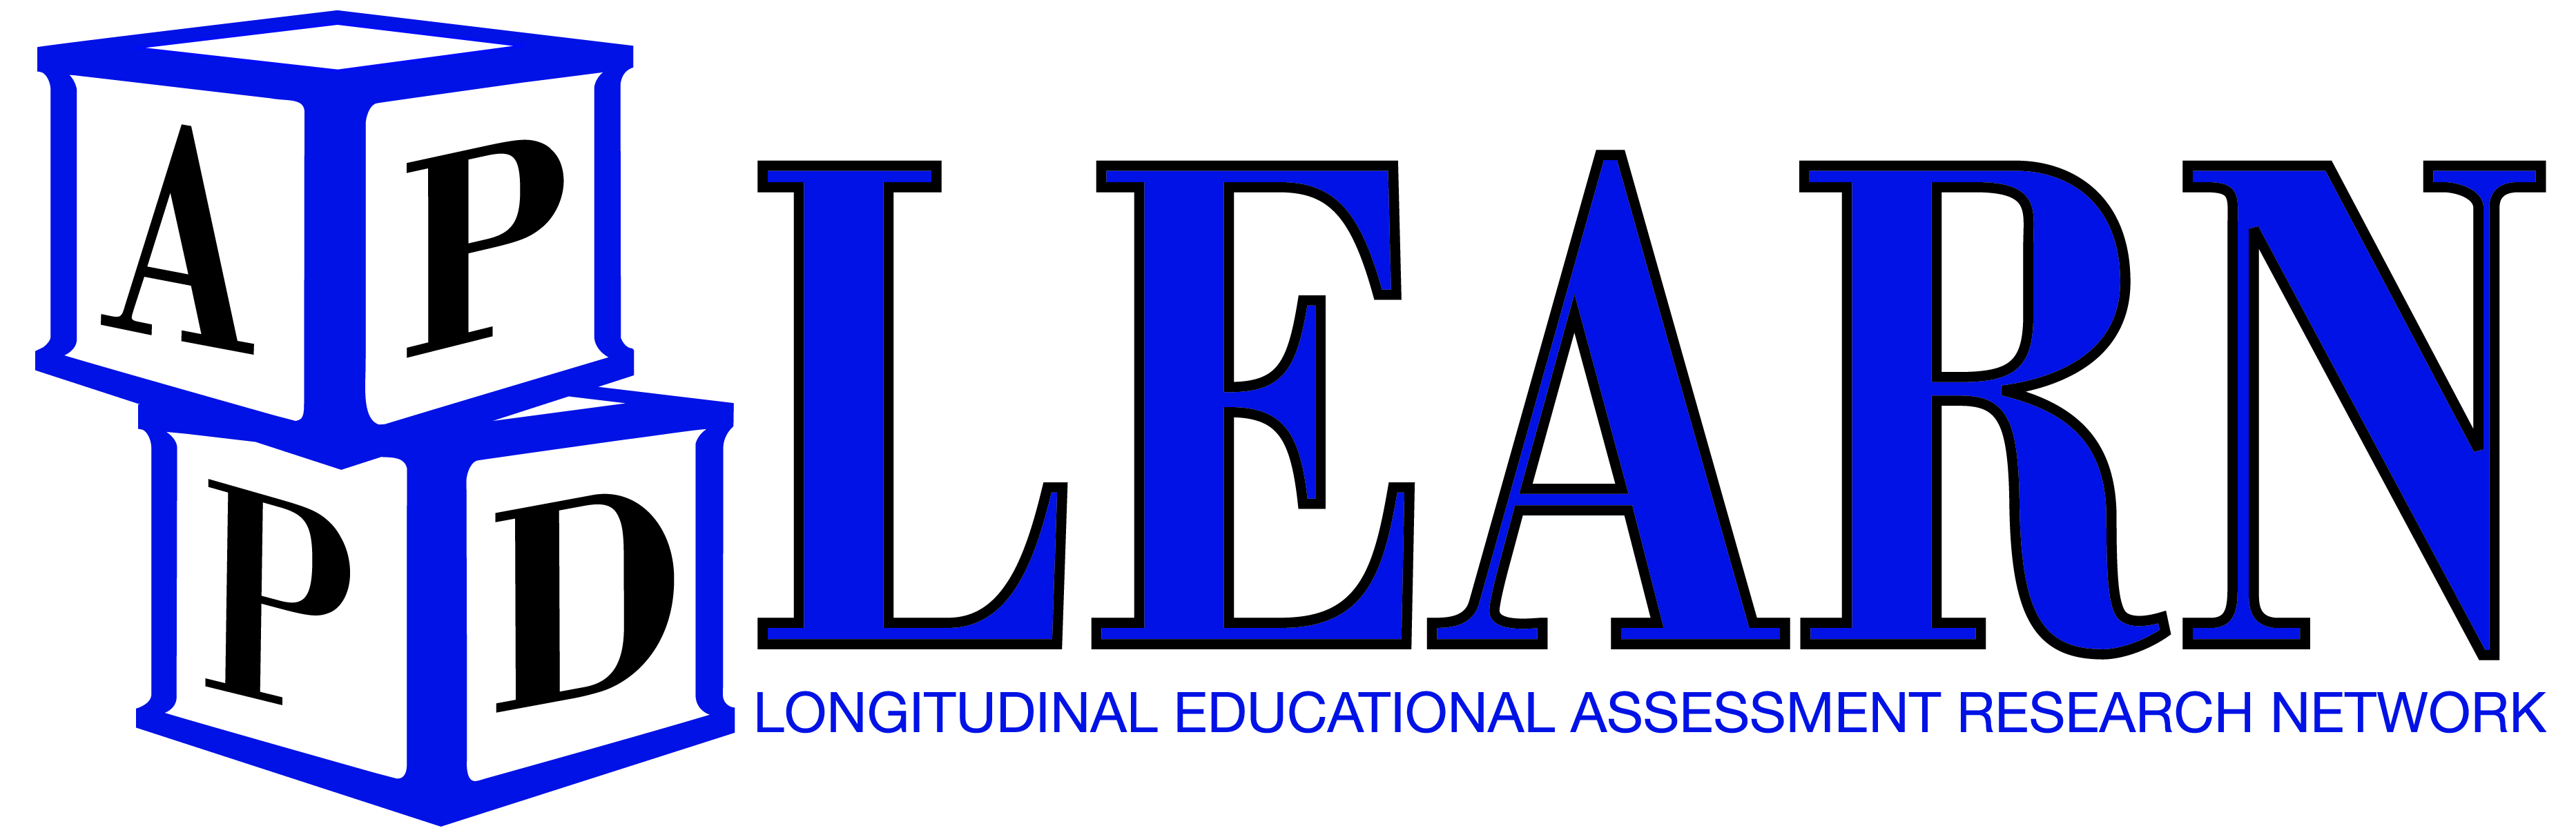 AP
PD
LEARN
LONGITUDINAL EDUCATIONAL ASSESSMENT RESEARCH NETWORK